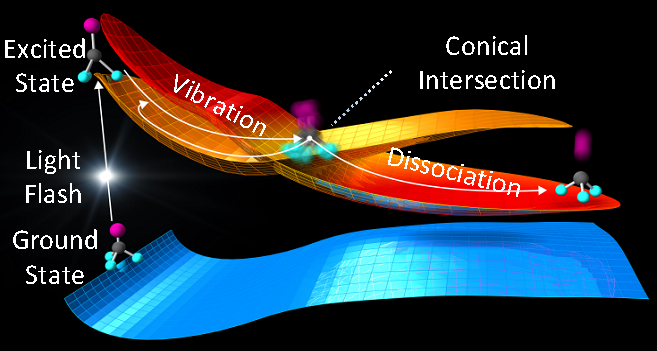 Excited
State
Vibration
Conical
Intersection
Light
Flash
Dissociation
Ground
State